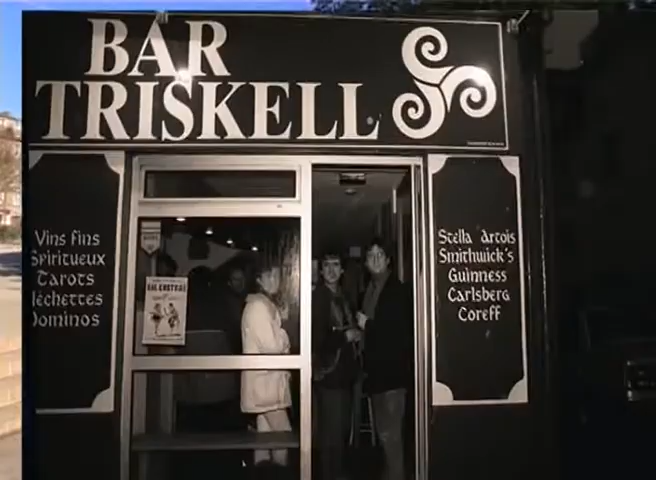 BAR
TRISKELL
Vins fins
Spiritueux
Tarots
fléchettes
Dominos
Stella Artois
Smithwick's
GUINNESS
Carlsberg
Coreff